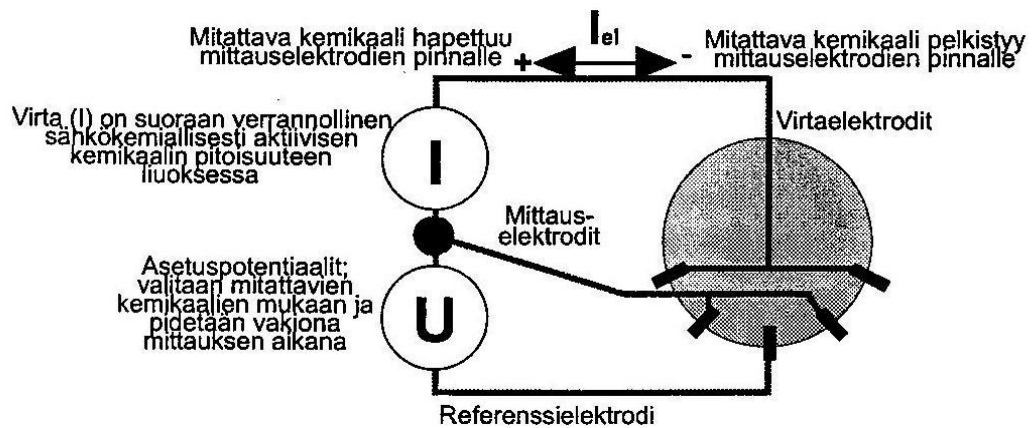 Mitattava kemikaali hapettuu
mittauselektrodien pinnalle
+
Iel
-
Mitattava kemikaali pelkistyy
mittauselektrodien pinnalle
Virta (I) on suoraan verrannollinen
sähkökemiallisesti aktiivisen
kemikaalin pitoisuuteen
liuoksessa
I
Virtaelektrodit
Mittaus-
elektrodit
Asetuspotentiaalit;
valitaan mitattavien
kemikaalien mukaan ja
pidetään vakiona
mittauksen aikana
U
Referenssielektrodi